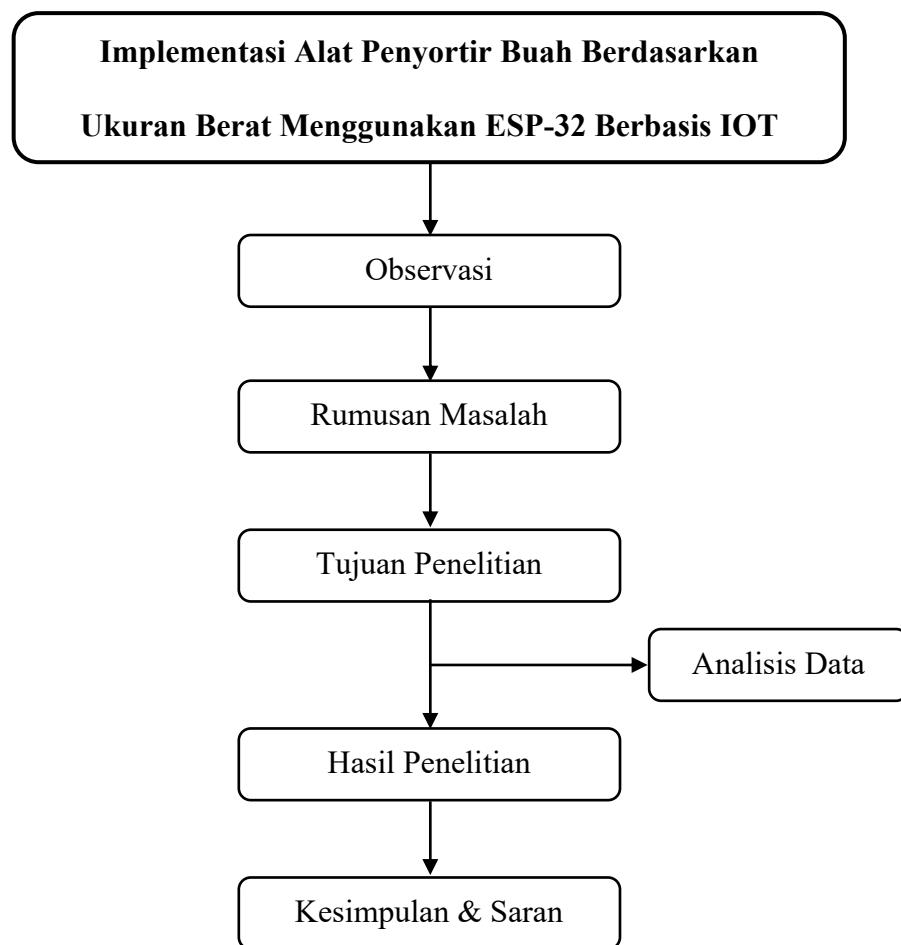 Implementasi Alat Penyortir Buah Berdasarkan
Ukuran Berat Menggunakan ESP-32 Berbasis IOT
Observasi
Rumusan Masalah
Tujuan Penelitian
Analisis Data
Hasil Penelitian
Kesimpulan & Saran